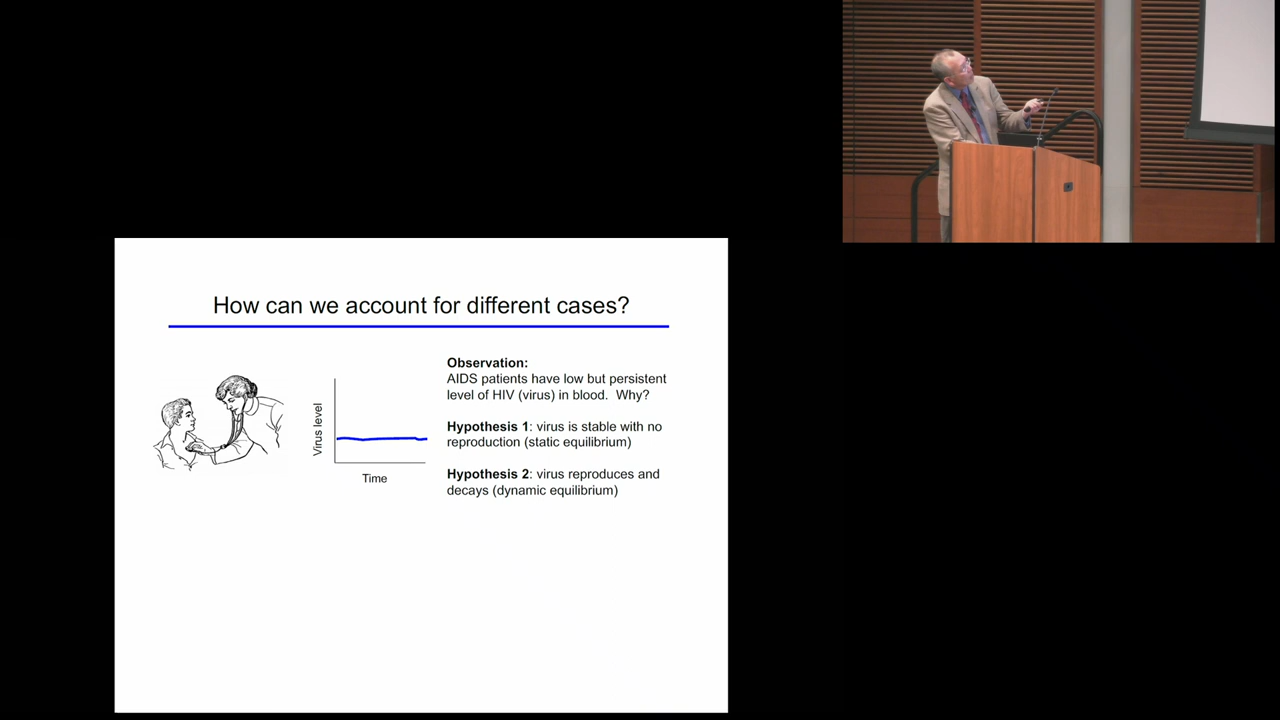 How can we account for different cases?
Observation:
AIDS patients have low but persistent
level of HIV (virus) in blood. Why?
Hypothesis 1: virus is stable with no
reproduction (static equilibrium)
Hypothesis 2: virus reproduces and
decays (dynamic equilibrium)
Virus level
Time